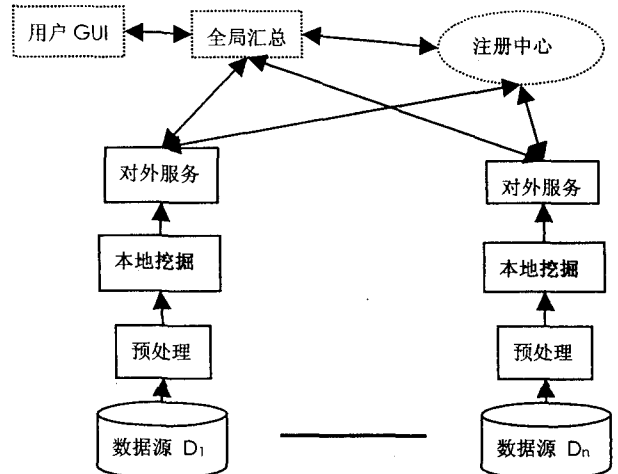 用户 GUI
全局汇总
注册中心
对外服务
对外服务
本地挖掘
本地挖掘
预处理
预处理
数据源 D1
数据源 Dn